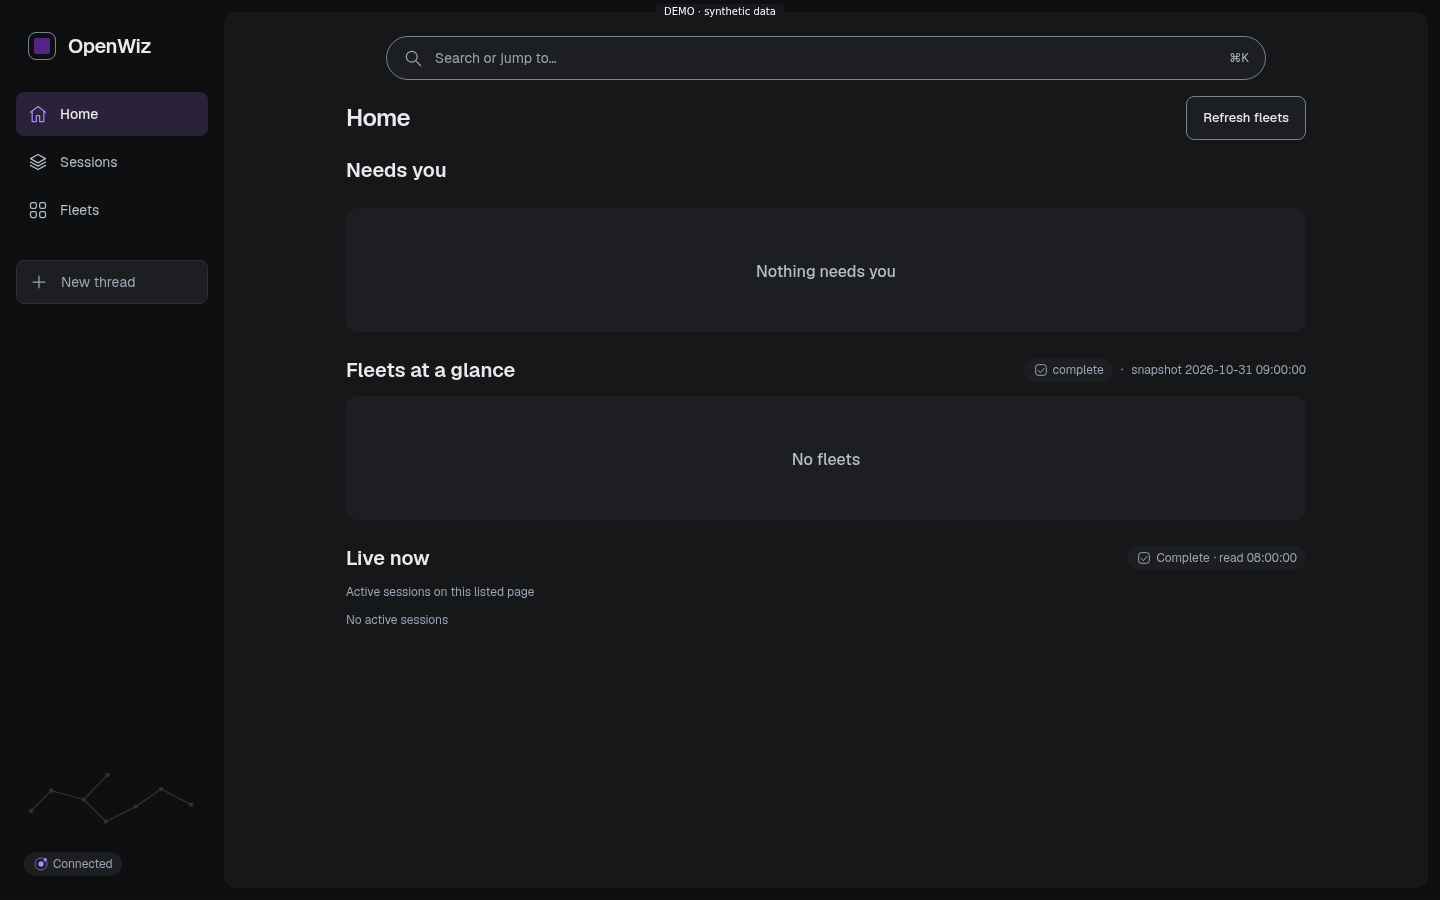 DEMO · synthetic data
OpenWiz
Home
Sessions
Fleets
New thread
Connected
Search or jump to…
⌘K
Home
Refresh fleets
Needs you
Nothing needs you
Fleets at a glance
complete · snapshot 2026-10-31 09:00:00
No fleets
Live now
Complete · read 08:00:00
Active sessions on this listed page
No active sessions